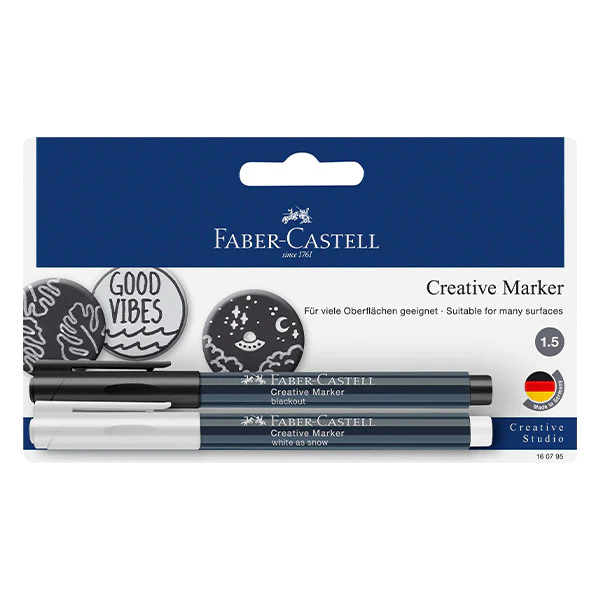 FABER-CASTELL
since 1761
Creative Marker
Für viele Oberflächen geeignet · Suitable for many surfaces
1.5
GOOD
VIBES
FABER-CASTELL
Creative Marker
blackout
Made in Germany
FABER-CASTELL
Creative Marker
white as snow
Creative
Studio
16 07 95